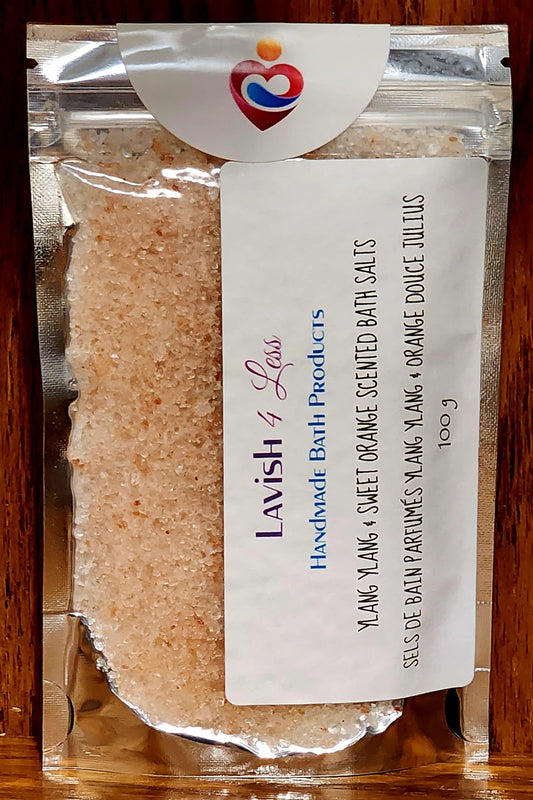 Lavish 4 Less
Handmade Bath Products
YLANG YLANG & SWEET ORANGE SCENTED BATH SALTS
SELS DE BAIN PARFUMÉS YLANG YLANG & ORANGE DOUCE JULIUS
100 g